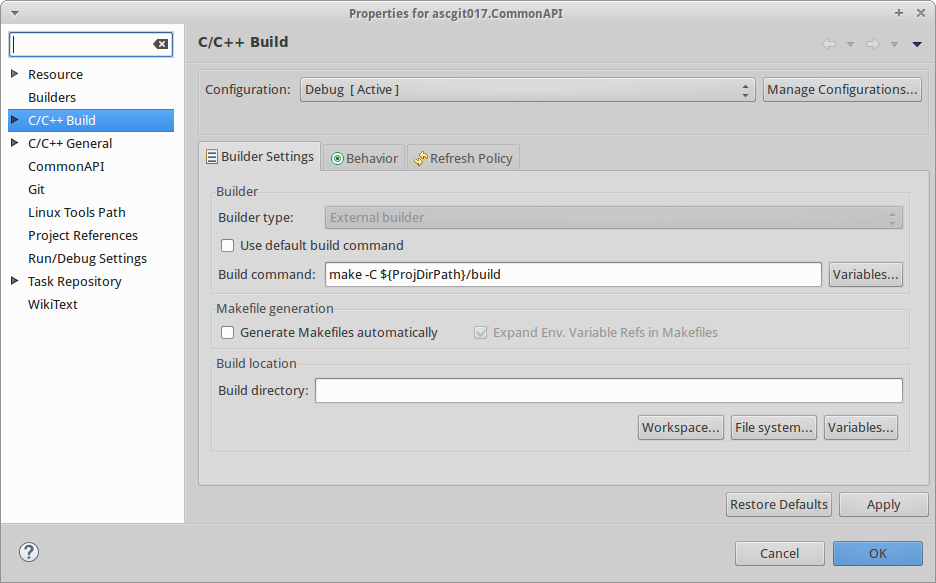 Properties for ascgit017.CommonAPI
Resource
Builders
C/C++ Build
C/C++ General
CommonAPI
Git
Linux Tools Path
Project References
Run/Debug Settings
Task Repository
WikiText
C/C++ Build
Configuration: Debug [ Active ] Manage Configurations...
Builder Settings Behavior Refresh Policy
Builder
Builder type: External builder
Use default build command
Build command: make -C ${ProjDirPath}/build Variables...
Makefile generation
Generate Makefiles automatically Expand Env. Variable Refs in Makefiles
Build location
Build directory:
Workspace... File system... Variables...
Restore Defaults Apply
? Cancel OK